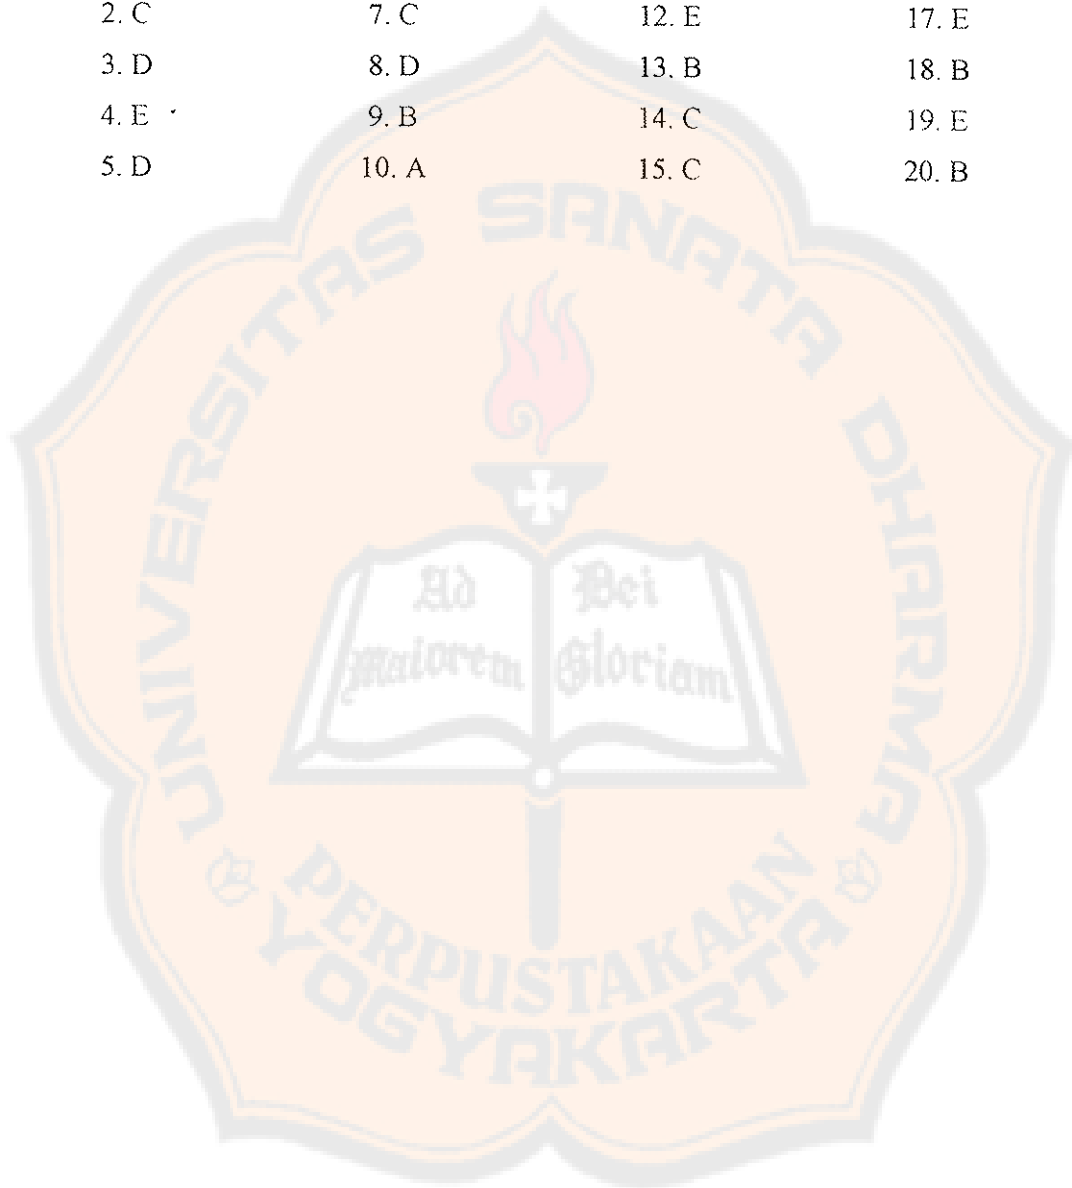 2. C 7. C 12. E 17. E
3. D 8. D 13. B 18. B
4. E 9. B 14. C 19. E
5. D 10. A 15. C 20. B
UNIVERSITAS SANATA DHARMA
Ad Dei
Maiorem Gloriam
PERPUSTAKAAN
YOGYAKARTA